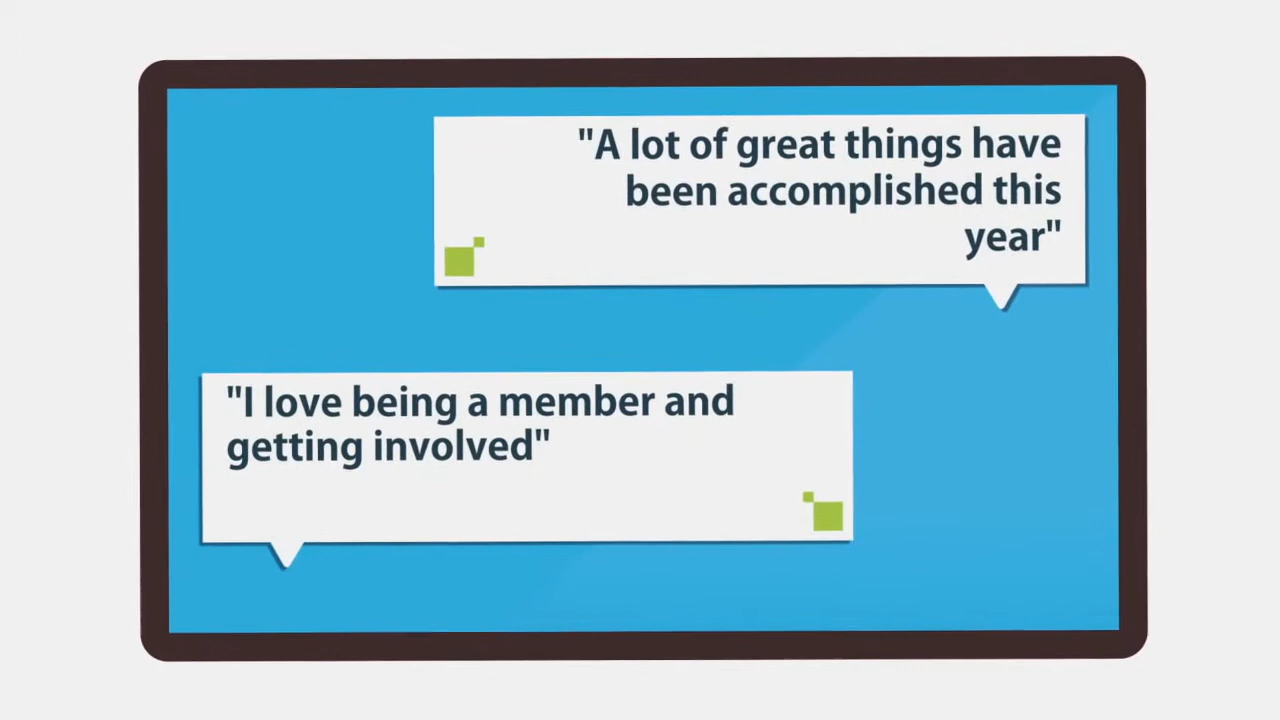 "A lot of great things have
been accomplished this
year"
"I love being a member and
getting involved"